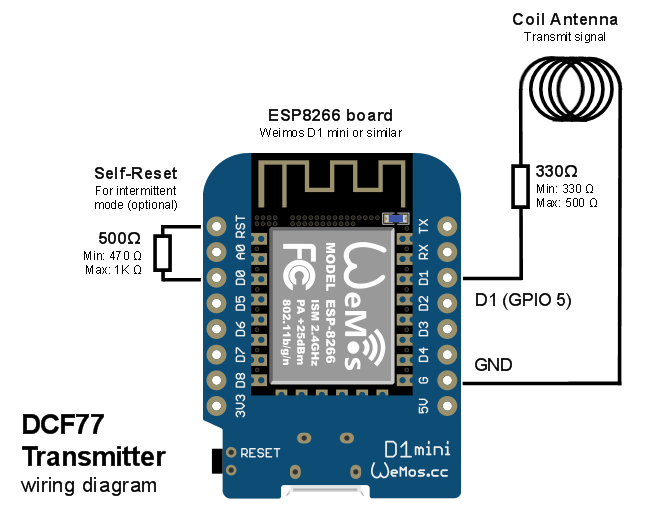 Coil Antenna
Transmit signal
ESP8266 board
Weimos D1 mini or similar
Self-Reset
For intermittent
mode (optional)
500Ω
Min: 470 Ω
Max: 1K Ω
330Ω
Min: 330 Ω
Max: 500 Ω
RST
A0
D0
D5
D6
D7
D8
3V3
TX
RX
D1
D2
D3
D4
G
5V
WeMos
MODEL ESP-8266
ISM 2.4GHz
PA +25dBm
802.11b/g/n
FC
D1 (GPIO 5)
GND
RESET
D1mini
WeMos.cc
DCF77
Transmitter
wiring diagram